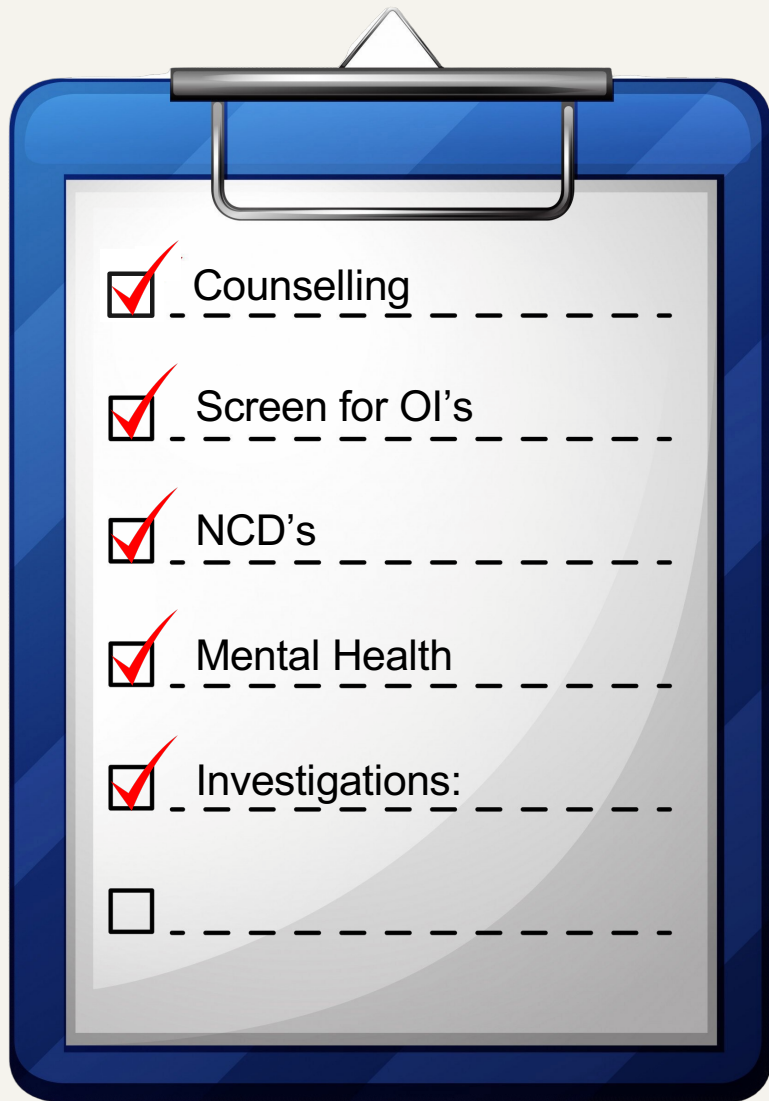 Counselling
Screen for OI’s
NCD’s
Mental Health
Investigations: